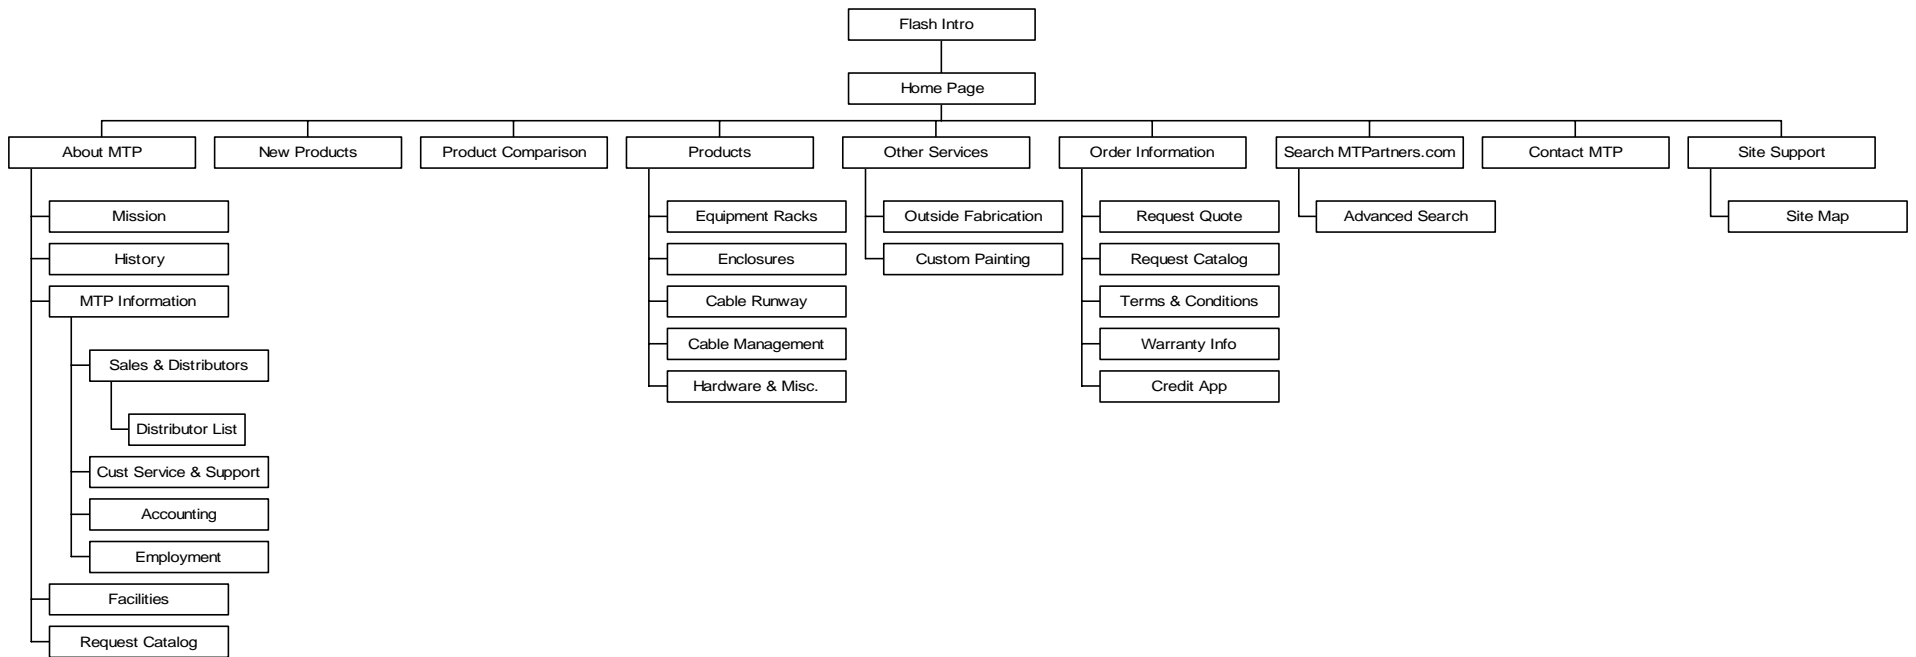 Flash Intro
Home Page
About MTP
New Products
Product Comparison
Products
Other Services
Order Information
Search MTPartners.com
Contact MTP
Site Support
Mission
History
MTP Information
Sales & Distributors
Distributor List
Cust Service & Support
Accounting
Employment
Facilities
Request Catalog
Equipment Racks
Enclosures
Cable Runway
Cable Management
Hardware & Misc.
Outside Fabrication
Custom Painting
Request Quote
Request Catalog
Terms & Conditions
Warranty Info
Credit App
Advanced Search
Site Map